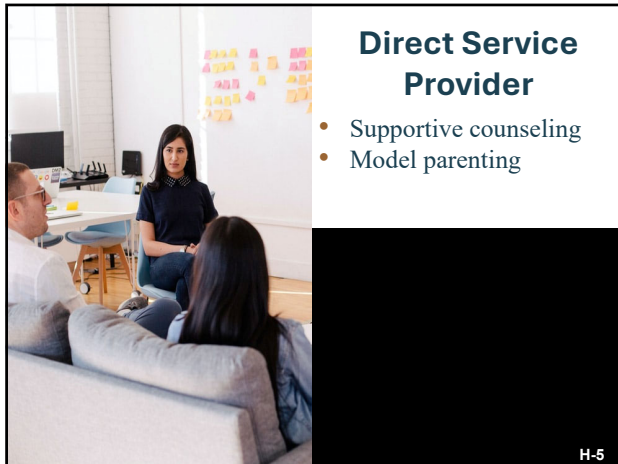 Direct Service
Provider
• Supportive counseling
• Model parenting
H-5